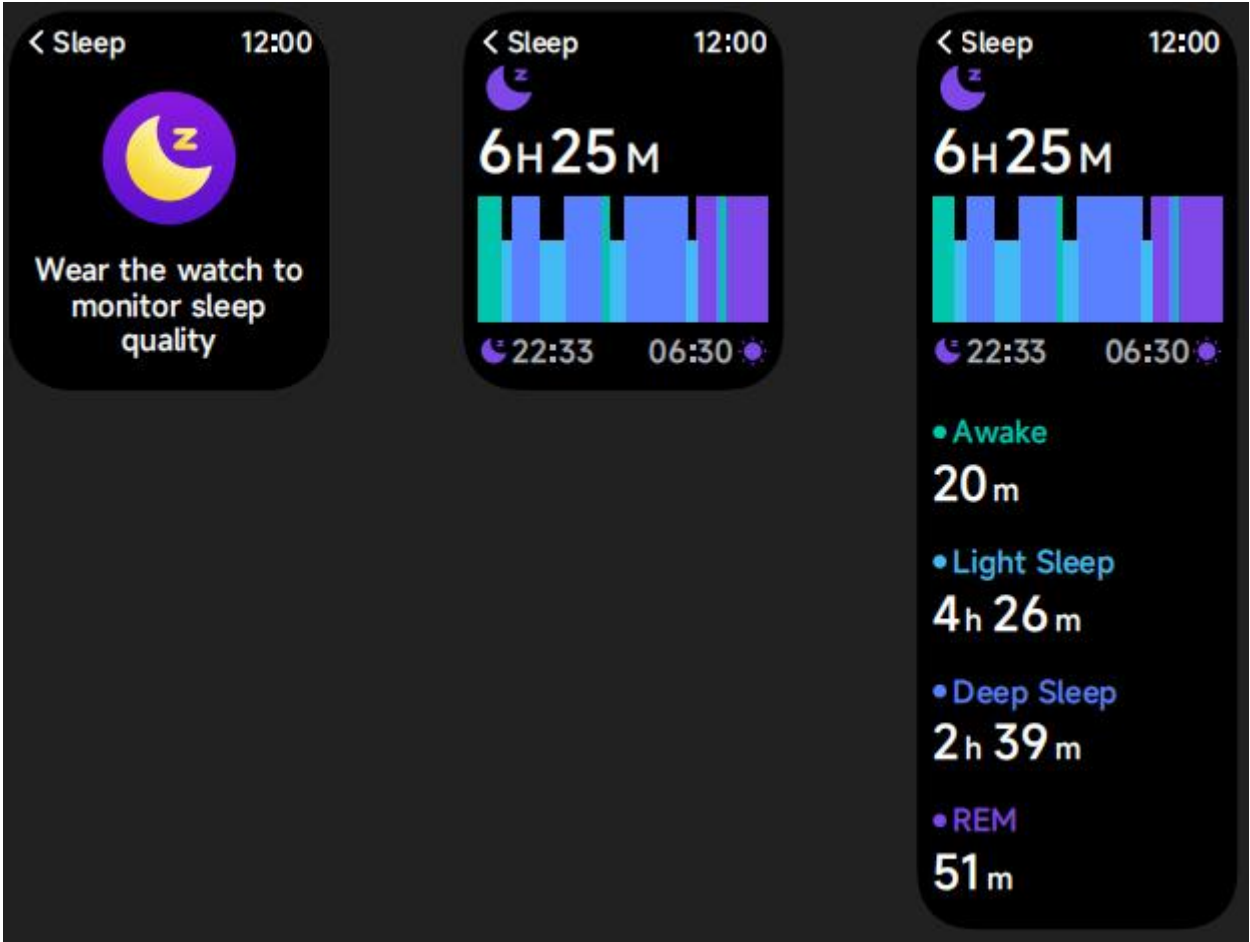 < Sleep 12:00
Wear the watch to
monitor sleep
quality
< Sleep 12:00
z
6H25M
22:33 06:30
< Sleep 12:00
z
6H25M
22:33 06:30
Awake
20m
Light Sleep
4h 26m
Deep Sleep
2h 39m
REM
51m